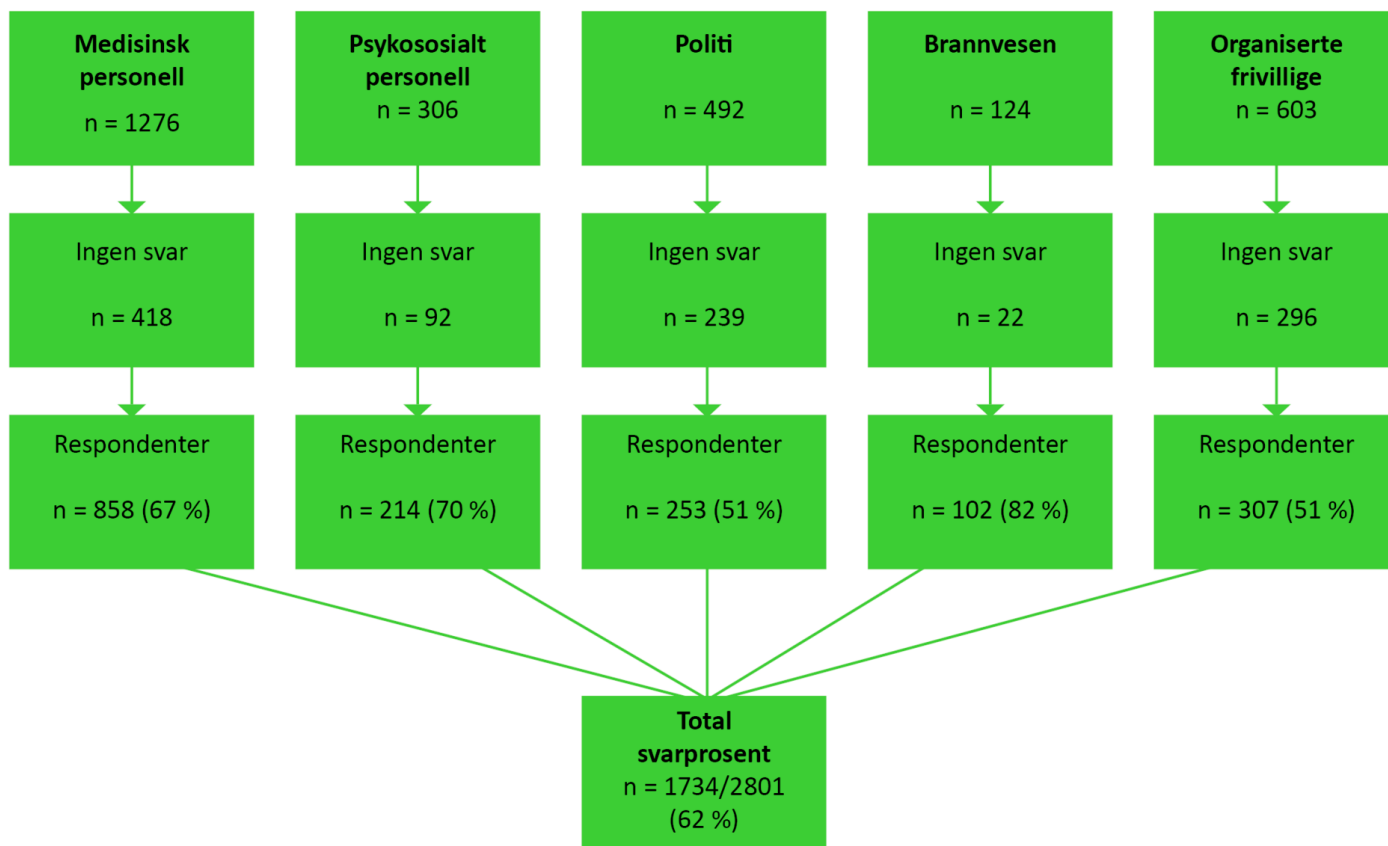 Medisinsk
personell
n = 1276
Psykososialt
personell
n = 306
Politi
n = 492
Brannvesen
n = 124
Organiserte
frivillige
n = 603
Ingen svar
n = 418
Ingen svar
n = 92
Ingen svar
n = 239
Ingen svar
n = 22
Ingen svar
n = 296
Respondenter
n = 858 (67 %)
Respondenter
n = 214 (70 %)
Respondenter
n = 253 (51 %)
Respondenter
n = 102 (82 %)
Respondenter
n = 307 (51 %)
Total
svarprosent
n = 1734/2801
(62 %)